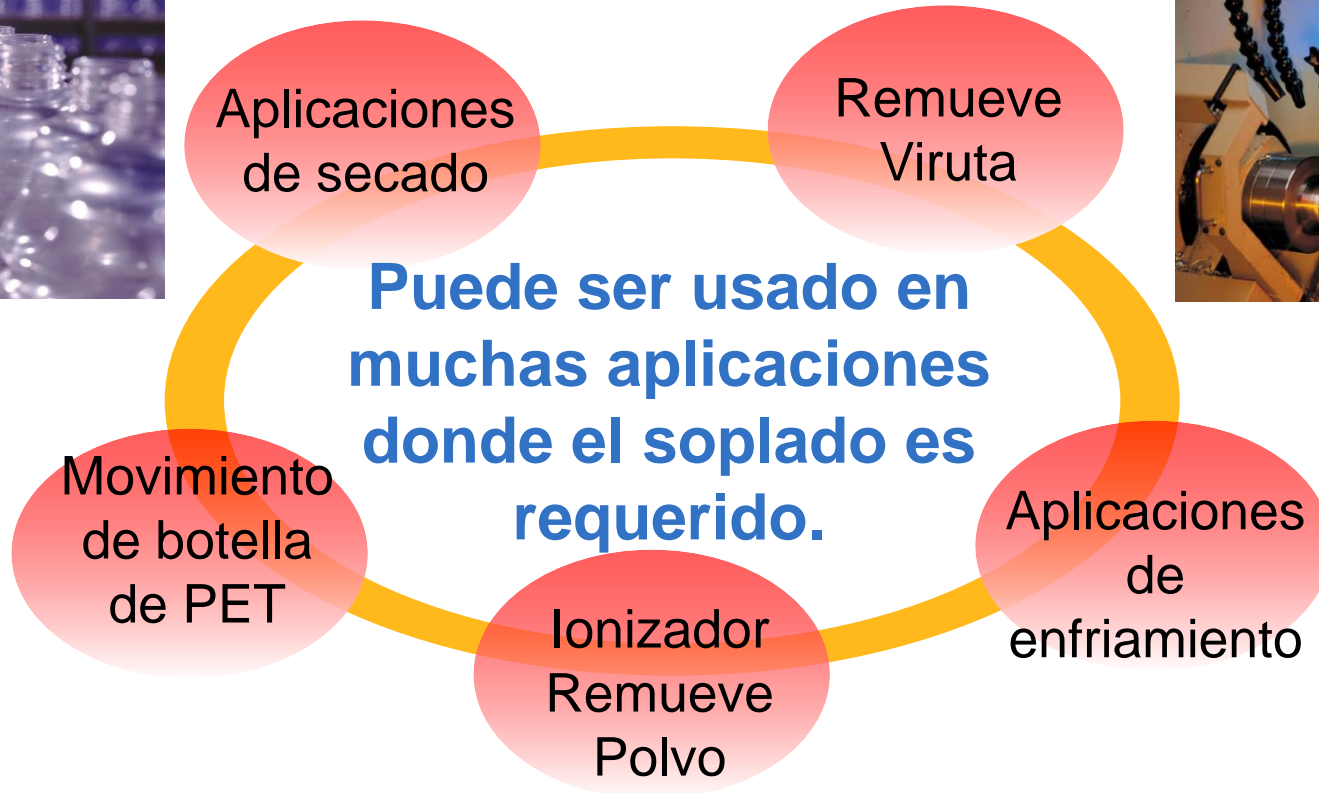 Aplicaciones
de secado
Remueve
Viruta
Puede ser usado en
muchas aplicaciones
donde el soplado es
requerido.
Movimiento
de botella
de PET
Aplicaciones
de
enfriamiento
Ionizador
Remueve
Polvo